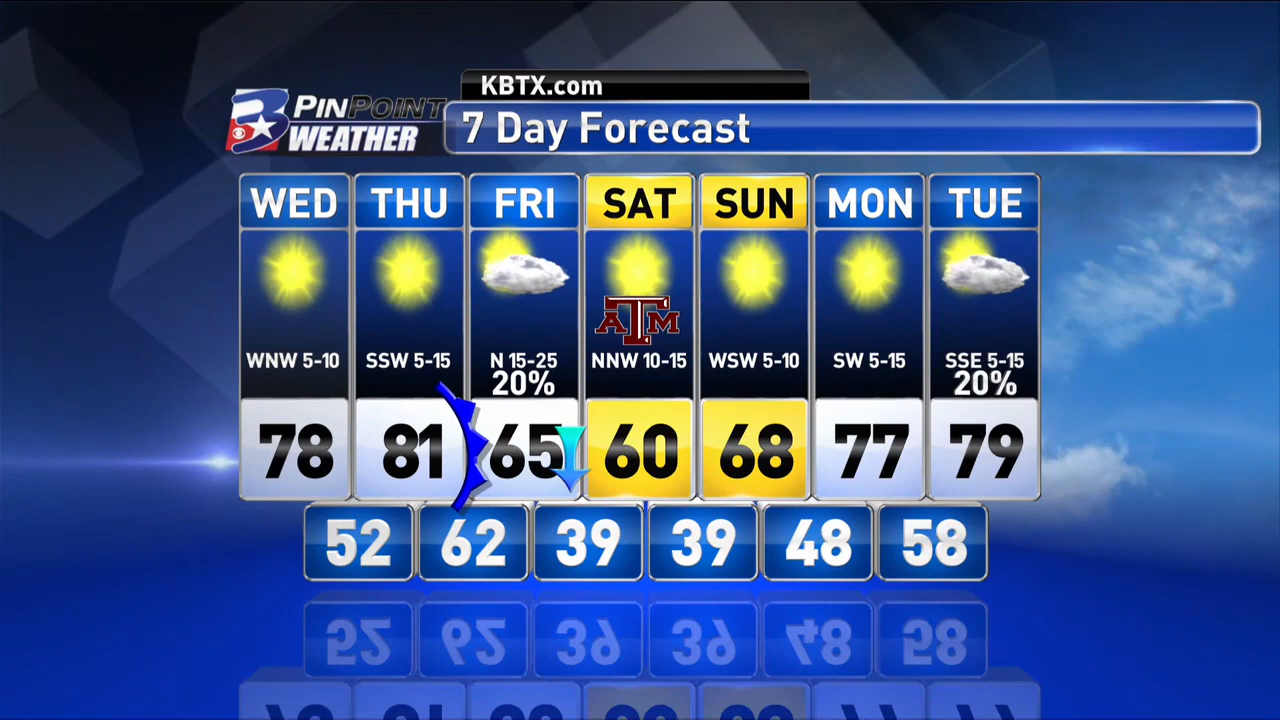 KBTX.com
3 PINPOINT
WEATHER
7 Day Forecast
WED THU FRI SAT SUN MON TUE
ATM
WNW 5-10 SSW 5-15 N 15-25 NNW 10-15 WSW 5-10 SW 5-15 SSE 5-15
20% 20%
78 81 65 60 68 77 79
52 62 39 39 48 58